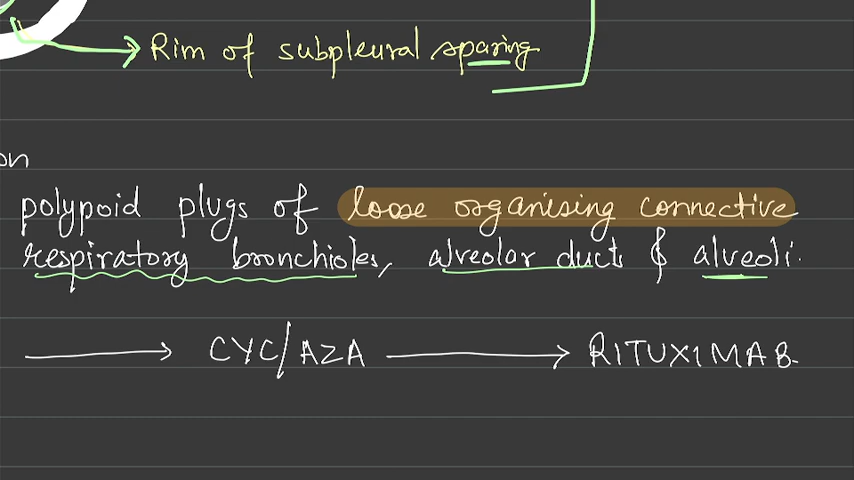 → Rim of subpleural sparing
on
polypoid plugs of loose organising connective
respiratory bronchioles, alveolar ducts & alveoli.
→ CYC/AZA → RITUXIMAB.